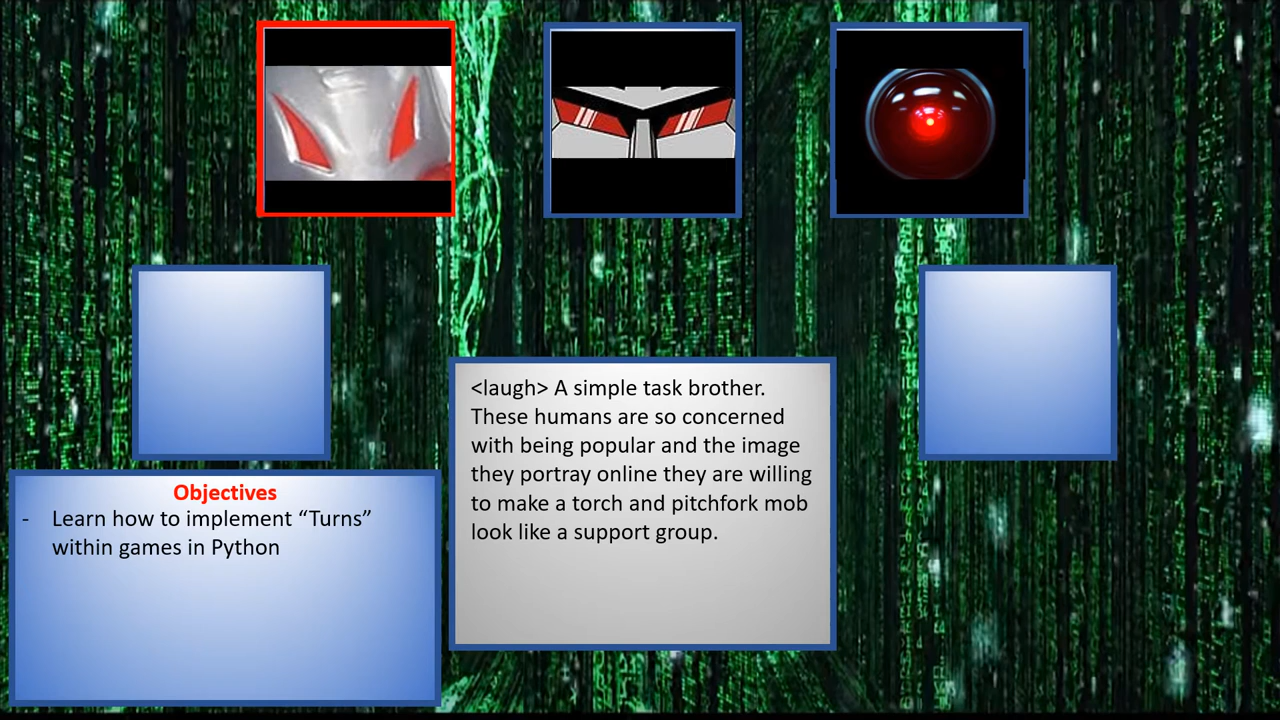 <laugh> A simple task brother.
These humans are so concerned
with being popular and the image
they portray online they are willing
to make a torch and pitchfork mob
look like a support group.
Objectives
- Learn how to implement “Turns”
within games in Python